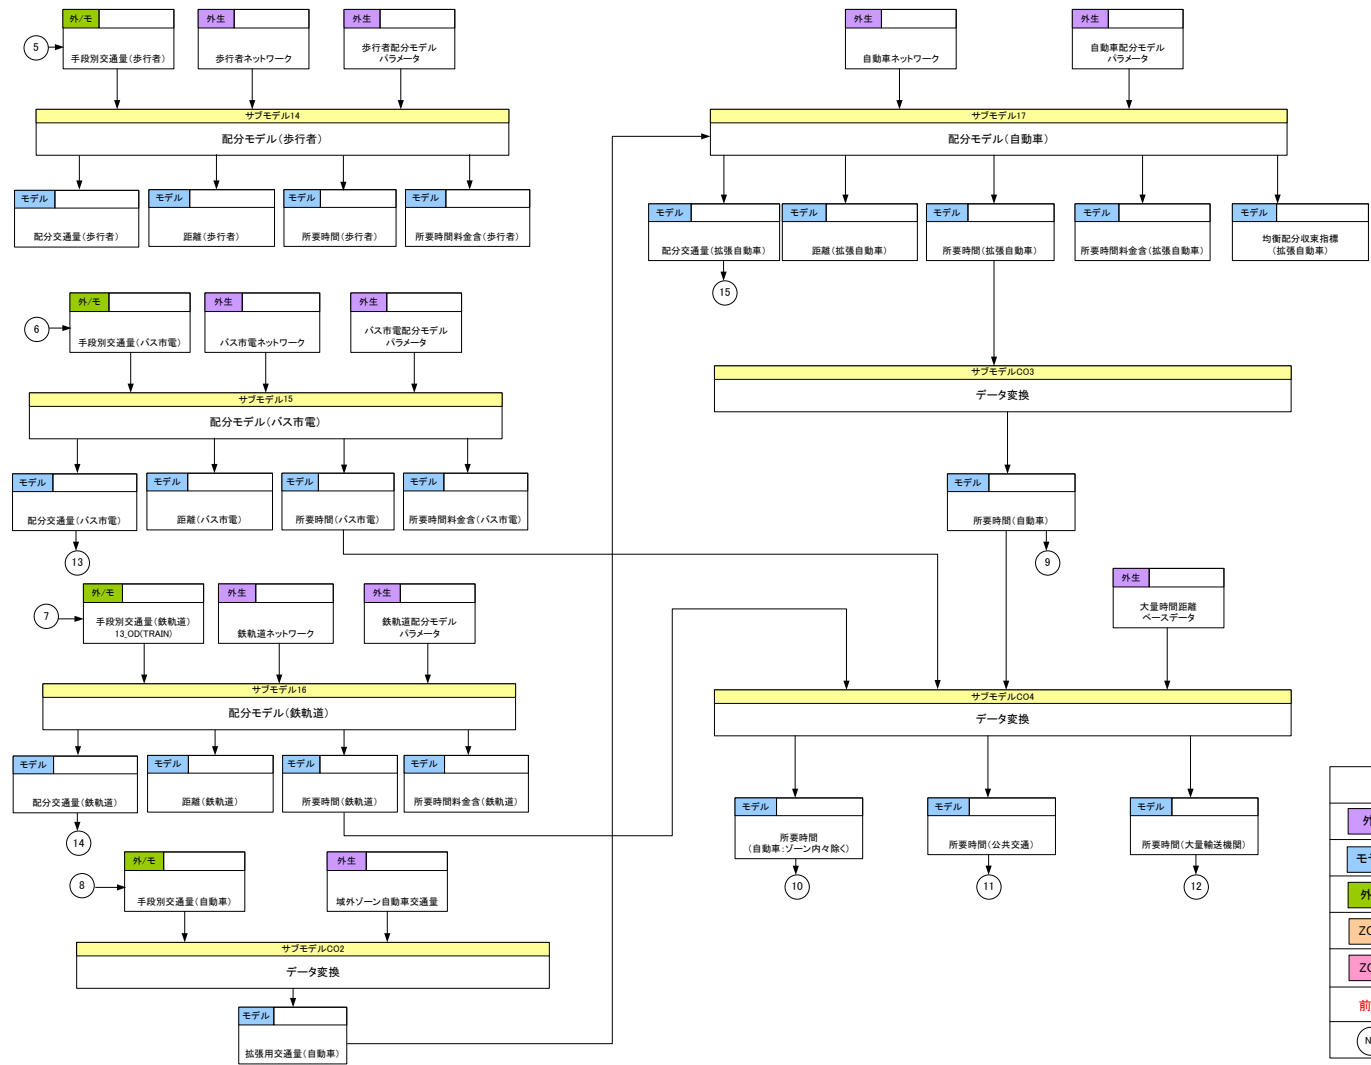 外/モ
5
手段別交通量(歩行者)
外生
歩行者ネットワーク
外生
歩行者配分モデル
パラメータ
サブモデル14
配分モデル(歩行者)
モデル
配分交通量(歩行者)
モデル
距離(歩行者)
モデル
所要時間(歩行者)
モデル
所要時間料金含(歩行者)
外/モ
6
手段別交通量(バス市電)
外生
バス市電ネットワーク
外生
バス市電配分モデル
パラメータ
サブモデル15
配分モデル(バス市電)
モデル
配分交通量(バス市電)
モデル
距離(バス市電)
モデル
所要時間(バス市電)
モデル
所要時間料金含(バス市電)
13
外/モ
7
手段別交通量(鉄軌道)
13_OD(TRAIN)
外生
鉄軌道ネットワーク
外生
鉄軌道配分モデル
パラメータ
サブモデル16
配分モデル(鉄軌道)
モデル
配分交通量(鉄軌道)
モデル
距離(鉄軌道)
モデル
所要時間(鉄軌道)
モデル
所要時間料金含(鉄軌道)
14
外/モ
8
手段別交通量(自動車)
外生
域外ゾーン自動車交通量
サブモデルCO2
データ変換
モデル
拡張用交通量(自動車)
外生
自動車ネットワーク
外生
自動車配分モデル
パラメータ
サブモデル17
配分モデル(自動車)
モデル
配分交通量(拡張自動車)
モデル
距離(拡張自動車)
モデル
所要時間(拡張自動車)
モデル
所要時間料金含(拡張自動車)
モデル
均衡配分収束指標
(拡張自動車)
15
サブモデルCO3
データ変換
モデル
所要時間(自動車)
9
外生
大量時間距離
ベースデータ
サブモデルCO4
データ変換
モデル
所要時間
(自動車:ゾーン内々除く)
モデル
所要時間(公共交通)
モデル
所要時間(大量輸送機関)
10
11
12
外
モ
外
ZO
前
N